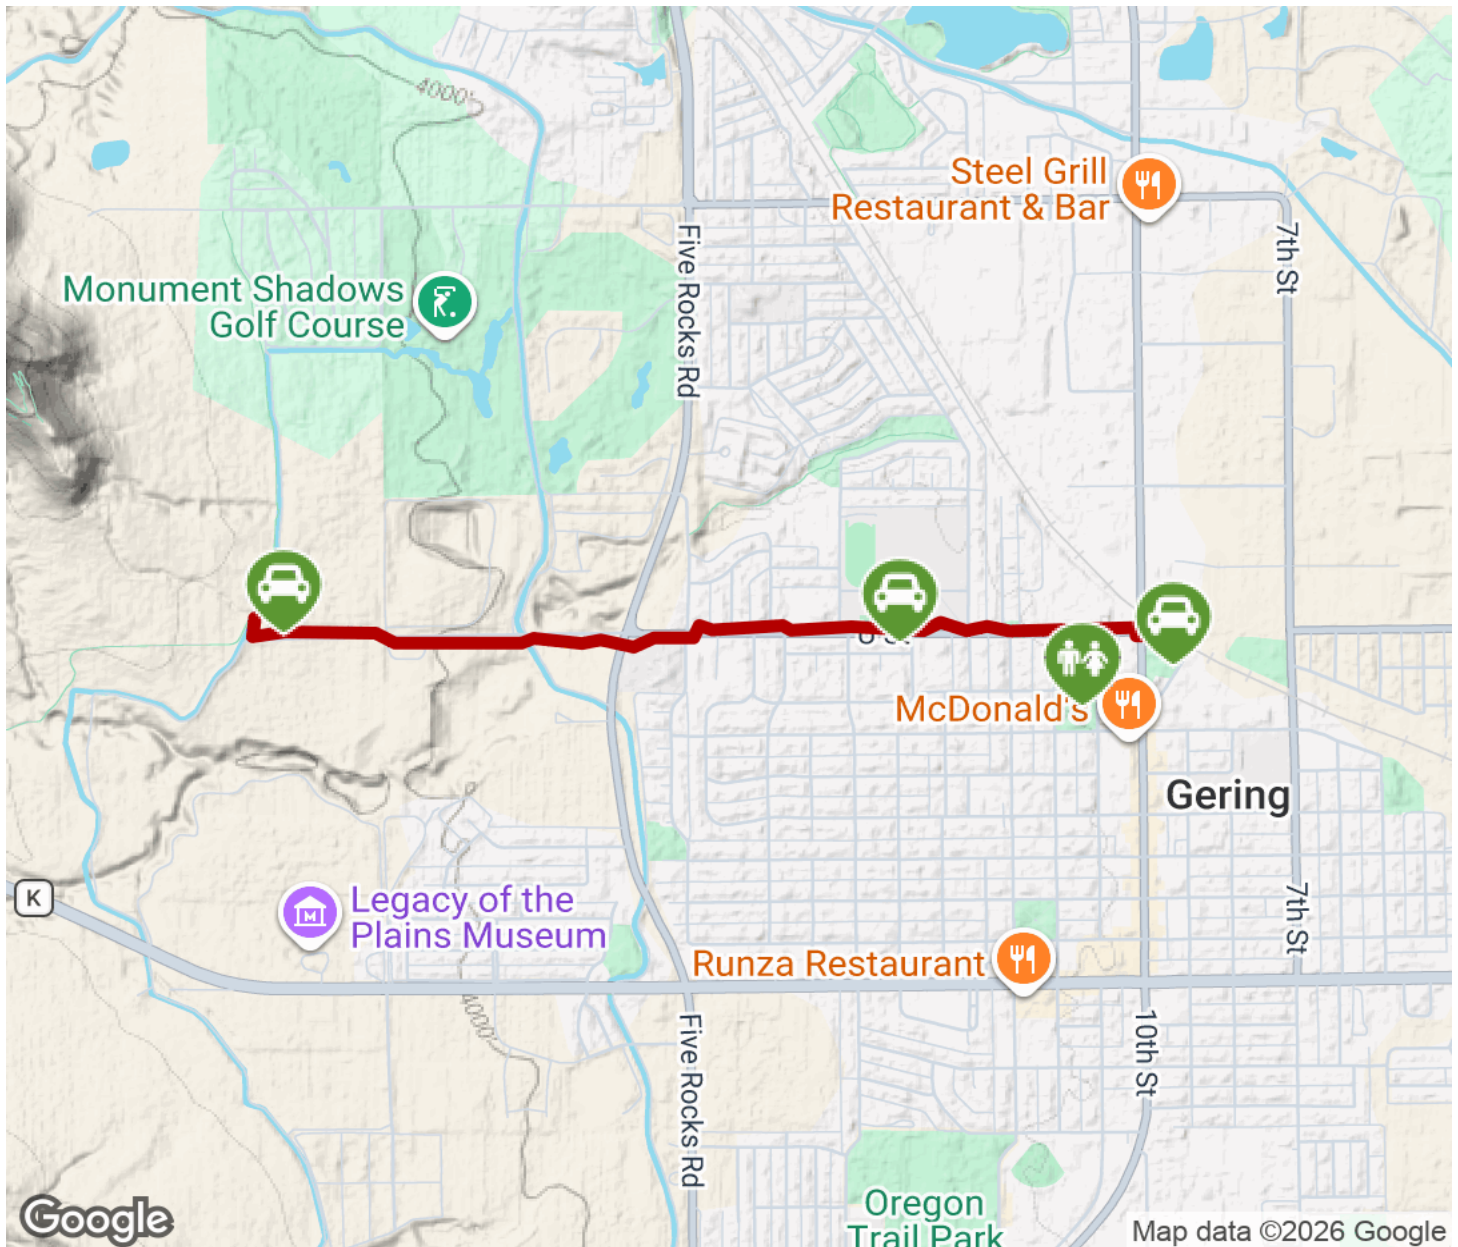 4000'
Steel Grill
Restaurant & Bar
7th St
Five Rocks Rd
Monument Shadows
Golf Course
McDonald's
Gering
K
Legacy of the
Plains Museum
7th St
Runza Restaurant
4000'
10th St
Five Rocks Rd
Oregon
Trail Park
Google
Map data ©2026 Google